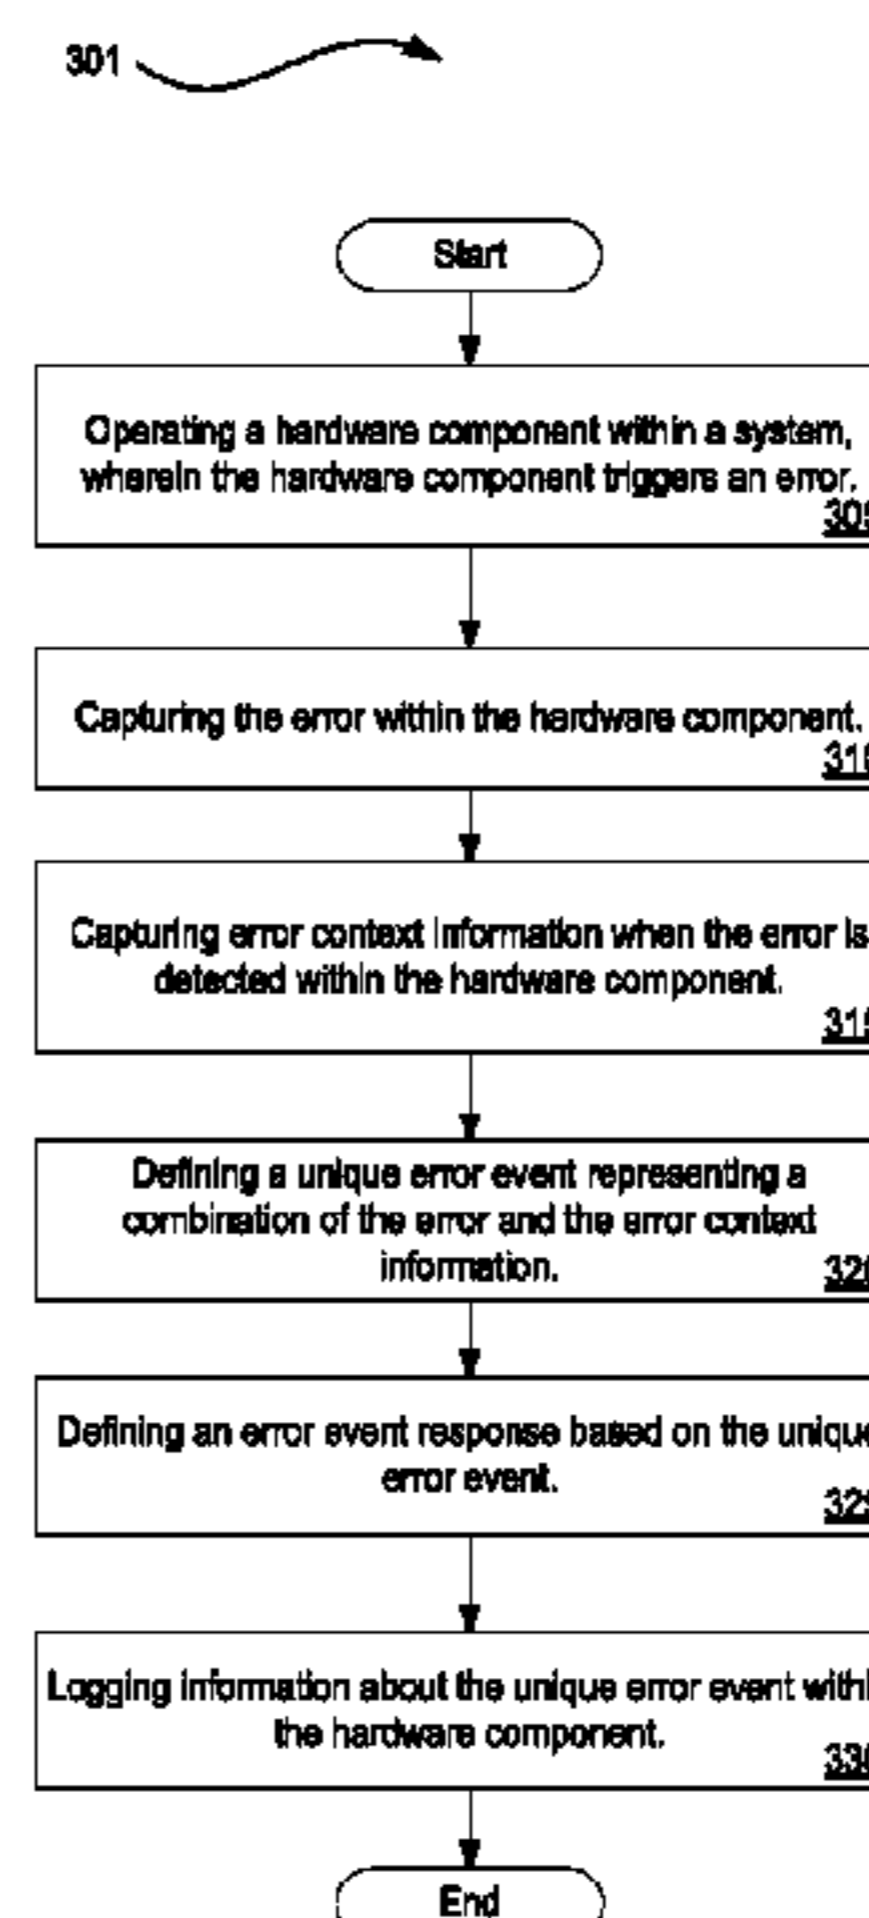 301
Start
Operating a hardware component within a system,
wherein the hardware component triggers an error.
Capturing the error within the hardware component.
Capturing error context information when the error is
detected within the hardware component.
Defining a unique error event representing a
combination of the error and the error context
information.
Defining an error event response based on the unique
error event.
Logging information about the unique error event
the hardware component.
End